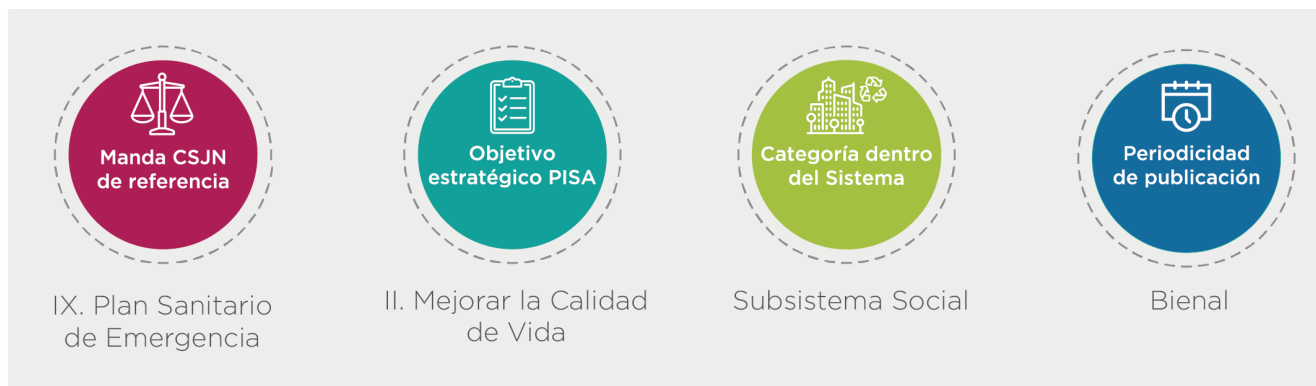 Manda CSJN
de referencia
IX. Plan Sanitario
de Emergencia
Objetivo
estratégico PISA
II. Mejorar la Calidad
de Vida
Categoría dentro
del Sistema
Subsistema Social
Periodicidad
de publicación
Bienal